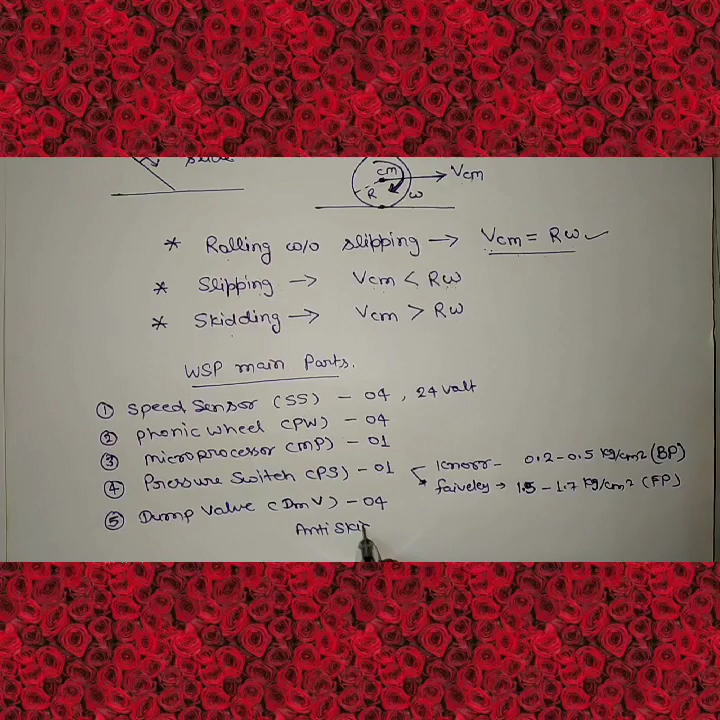 CM Vcm
R ω
* Rolling w/o slipping → Vcm = Rω ✓
* Slipping → Vcm < Rω
* Skidding → Vcm > Rω
WSP main Parts.
① Speed Sensor (SS) - 04, 24 Volt
② phonic wheel (PW) - 04
③ microprocessor (MP) - 01
④ Pressure Switch (PS) - 01
Knorr - 0.2 - 0.5 kg/cm2 (BP)
faiveley → 1.5 - 1.7 kg/cm2 (FP)
⑤ Dump Valve (DmV) - 04
Anti Ski